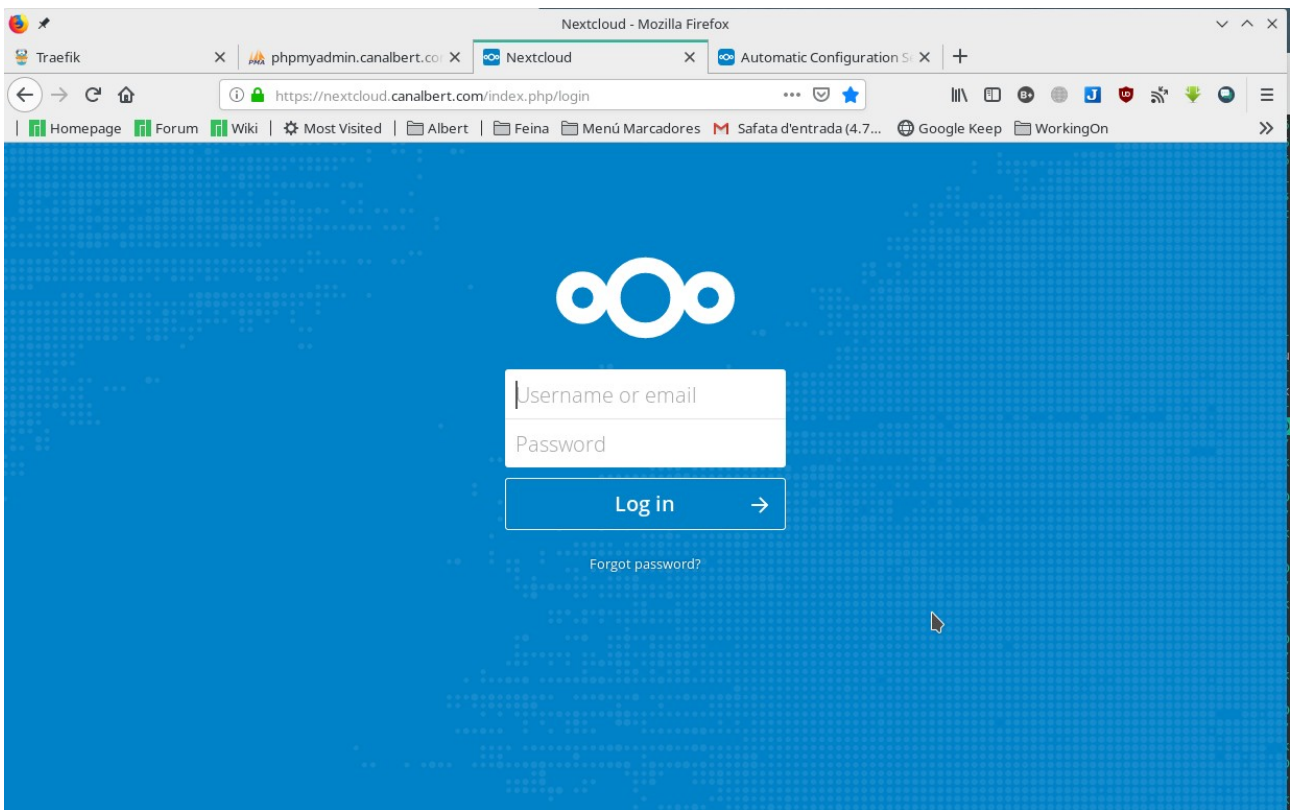 Nextcloud - Mozilla Firefox
Traefik phpmyadmin.canalbert.co Nextcloud Automatic Configuration S
https://nextcloud.canalbert.com/index.php/login
Homepage Forum Wiki Most Visited Albert Feina Menú Marcadores Safata d'entrada (4.7... Google Keep WorkingOn
Username or email
Password
Log in
Forgot password?